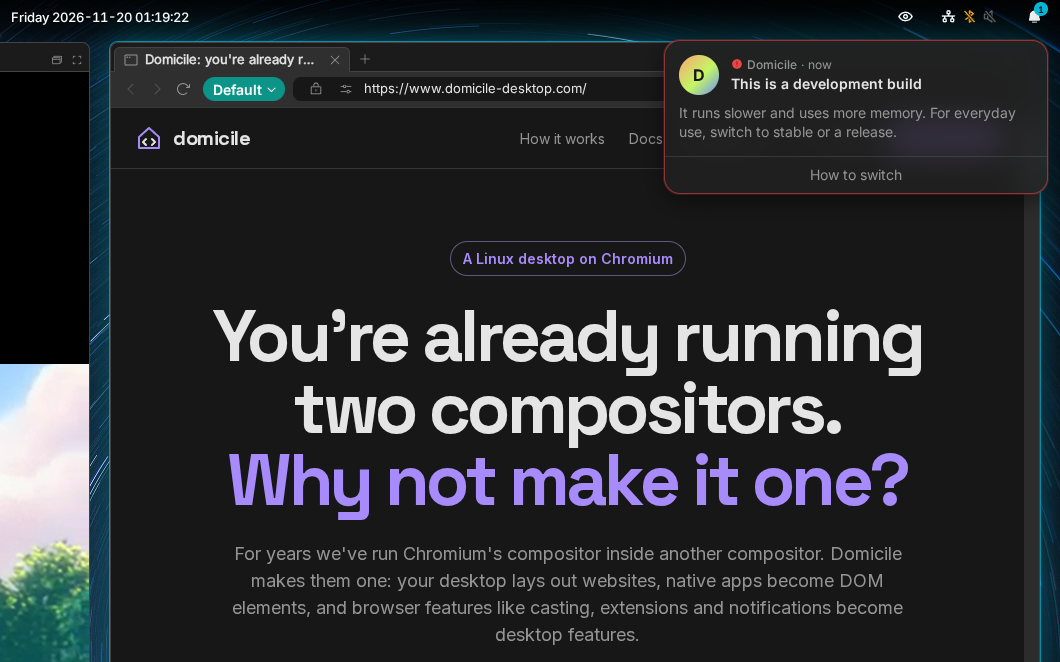 Friday 2026-11-20 01:19:22
1
Domicile: you're already r...
Default
https://www.domicile-desktop.com/
D
Domicile · now
This is a development build
It runs slower and uses more memory. For everyday
use, switch to stable or a release.
How to switch
domicile
How it works
Docs
A Linux desktop on Chromium
You’re already running
two compositors.
Why not make it one?
For years we've run Chromium's compositor inside another compositor. Domicile
makes them one: your desktop lays out websites, native apps become DOM
elements, and browser features like casting, extensions and notifications become
desktop features.